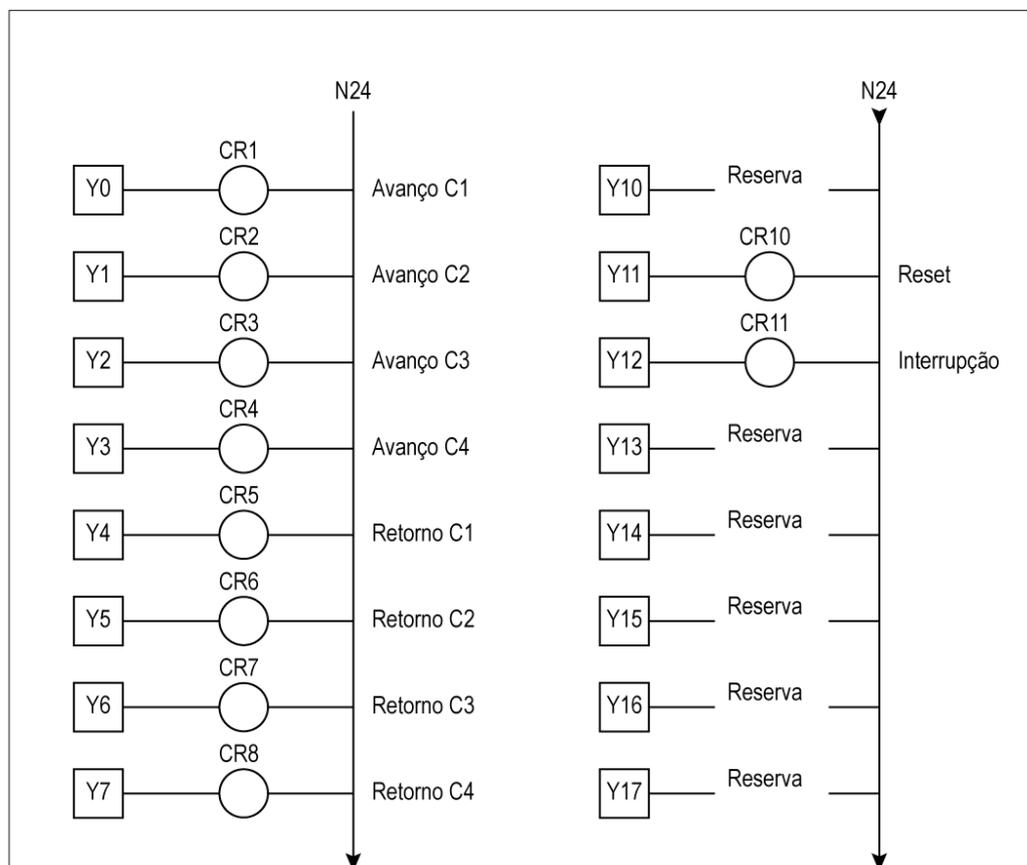 N24
CR1
Y0 Avanço C1
CR2
Y1 Avanço C2
CR3
Y2 Avanço C3
CR4
Y3 Avanço C4
CR5
Y4 Retorno C1
CR6
Y5 Retorno C2
CR7
Y6 Retorno C3
CR8
Y7 Retorno C4
N24
Y10 Reserva
CR10
Y11 Reset
CR11
Y12 Interrupção
Y13 Reserva
Y14 Reserva
Y15 Reserva
Y16 Reserva
Y17 Reserva